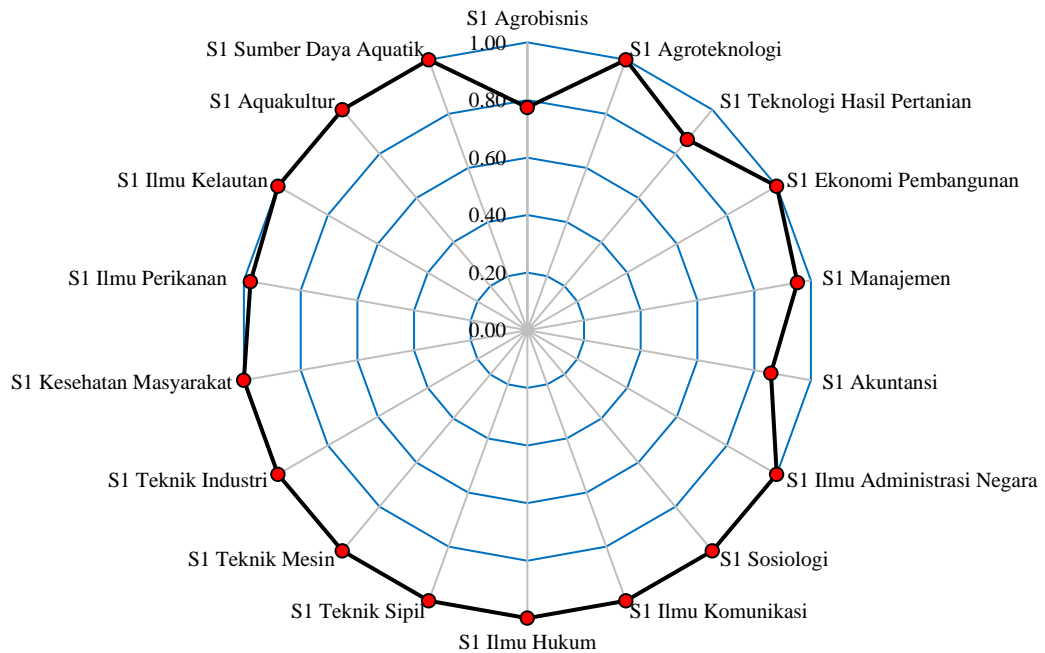 S1 Agrobisnis
1.00
S1 Sumber Daya Aquatik
S1 Agroteknologi
S1 Aquakultur
0.80
S1 Teknologi Hasil Pertanian
0.60
S1 Ilmu Kelautan
S1 Ekonomi Pembangunan
0.40
S1 Ilmu Perikanan
0.20
S1 Manajemen
0.00
S1 Kesehatan Masyarakat
S1 Akuntansi
S1 Teknik Industri
S1 Ilmu Administrasi Negara
S1 Teknik Mesin
S1 Sosiologi
S1 Teknik Sipil
S1 Ilmu Komunikasi
S1 Ilmu Hukum